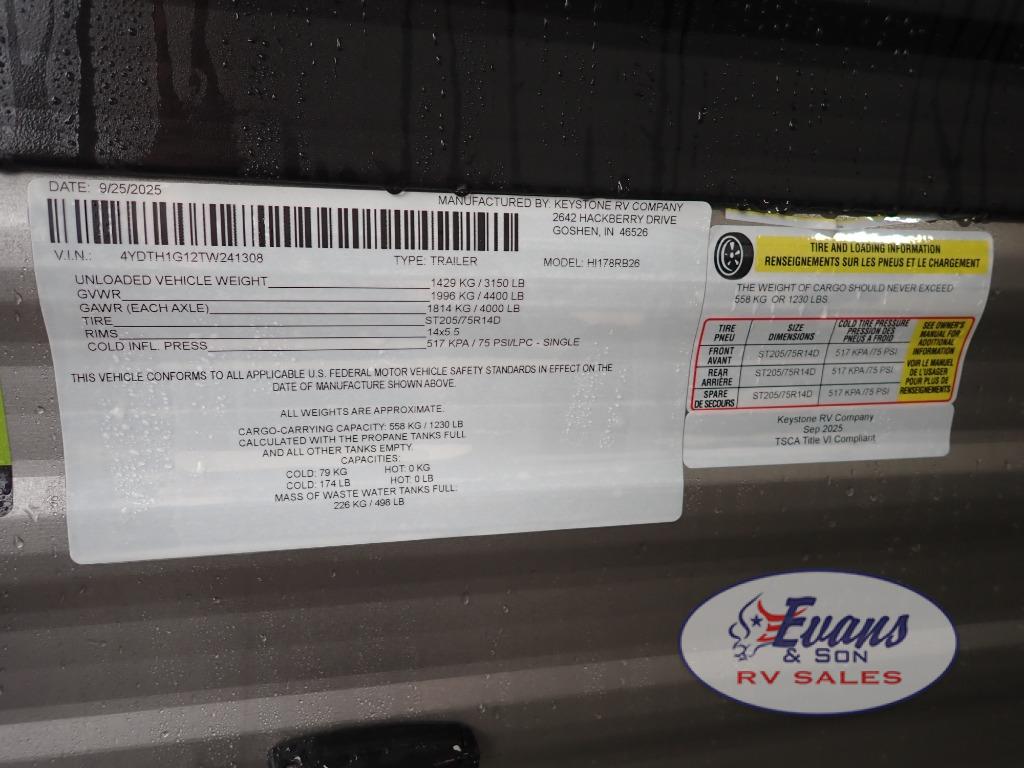 DATE: 9/25/2025
MANUFACTURED BY: KEYSTONE RV COMPANY
2642 HACKBERRY DRIVE
GOSHEN, IN 46526
V.I.N.: 4YDTH1G12TW241308 TYPE: TRAILER MODEL: HI178RB26
UNLOADED VEHICLE WEIGHT 1429 KG / 3150 LB
GVWR 1996 KG / 4400 LB
GAWR (EACH AXLE) 1814 KG / 4000 LB
TIRE ST205/75R14D
RIMS 14x5.5
COLD INFL. PRESS 517 KPA / 75 PSI/LPC - SINGLE
THIS VEHICLE CONFORMS TO ALL APPLICABLE U.S. FEDERAL MOTOR VEHICLE SAFETY STANDARDS IN EFFECT ON THE
DATE OF MANUFACTURE SHOWN ABOVE.
ALL WEIGHTS ARE APPROXIMATE.
CARGO-CARRYING CAPACITY: 558 KG / 1230 LB
CALCULATED WITH THE PROPANE TANKS FULL
AND ALL OTHER TANKS EMPTY.
CAPACITIES:
COLD: 79 KG HOT: 0 KG
COLD: 174 LB HOT: 0 LB
MASS OF WASTE WATER TANKS FULL:
226 KG / 498 LB
TIRE AND LOADING INFORMATION
RENSEIGNEMENTS SUR LES PNEUS ET LE CHARGEMENT
THE WEIGHT OF CARGO SHOULD NEVER EXCEED
558 KG OR 1230 LBS.
TIRE
PNEU
SIZE
DIMENSIONS
COLD TIRE PRESSURE
PRESSION DES
PNEUS A FROID
FRONT
AVANT
ST205/75R14D 517 KPA /75 PSI
REAR
ARRIÈRE
ST205/75R14D 517 KPA /75 PSI
SPARE
DE SECOURS
ST205/75R14D 517 KPA /75 PSI
SEE OWNER'S
MANUAL FOR
ADDITIONAL
INFORMATION
VOIR LE MANUEL
DE L'USAGER
POUR PLUS DE
RENSEIGNEMENTS
Keystone RV Company
Sep 2025
TSCA Title VI Compliant
Evans
& SON
RV SALES